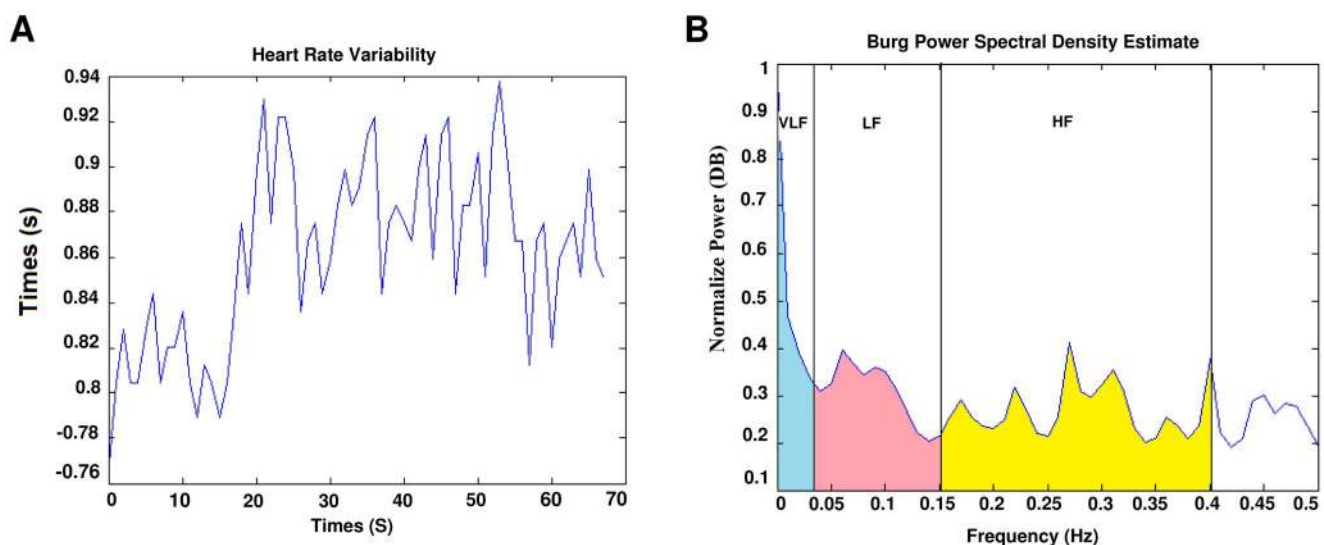 A
Heart Rate Variability
Times (s)
0.94
0.92
0.9
0.88
0.86
0.84
0.82
0.8
-0.78
-0.76
0 10 20 30 40 50 60 70
Times (S)
B
Burg Power Spectral Density Estimate
Normalize Power (DB)
1
0.9
0.8
0.7
0.6
0.5
0.4
0.3
0.2
0.1
VLF LF HF
0 0.05 0.1 0.15 0.2 0.25 0.3 0.35 0.4 0.45 0.5
Frequency (Hz)